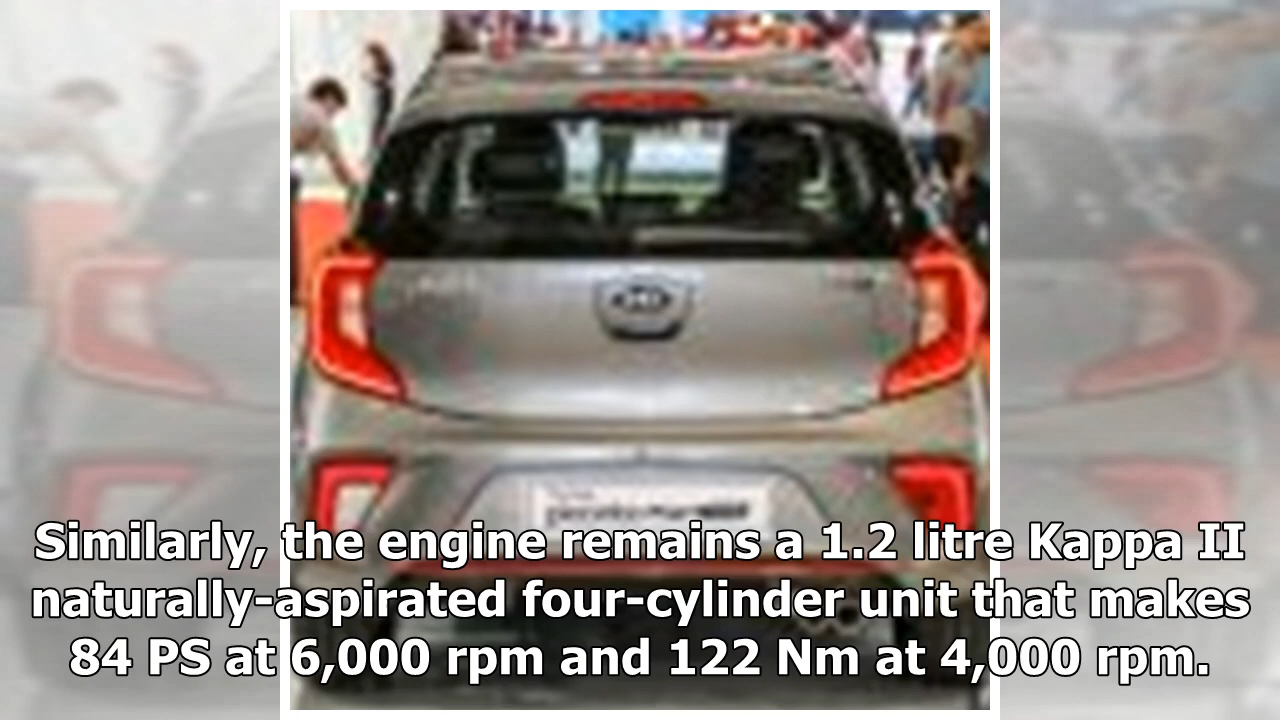 Similarly, the engine remains a 1.2 litre Kappa II
naturally-aspirated four-cylinder unit that makes
84 PS at 6,000 rpm and 122 Nm at 4,000 rpm.